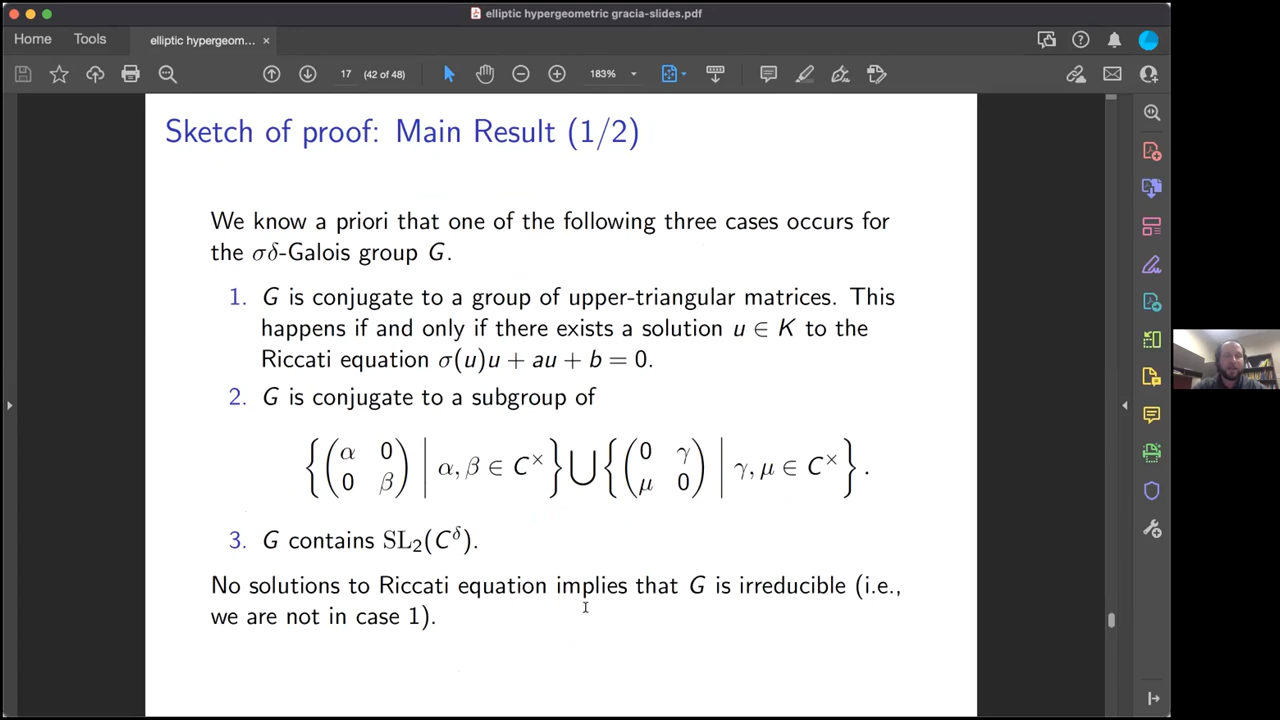 elliptic hypergeometric gracia-slides.pdf
Home Tools elliptic hypergeom... ×
17 (42 of 48) 183%
Sketch of proof: Main Result (1/2)
We know a priori that one of the following three cases occurs for
the σδ-Galois group G.
1. G is conjugate to a group of upper-triangular matrices. This
happens if and only if there exists a solution u ∈ K to the
Riccati equation σ(u)u + au + b = 0.
2. G is conjugate to a subgroup of
{(α 0; 0 β) | α, β ∈ C×} ⋃ {(0 γ; μ 0) | γ, μ ∈ C×}.
3. G contains SL₂(C^δ).
No solutions to Riccati equation implies that G is irreducible (i.e.,
we are not in case 1).